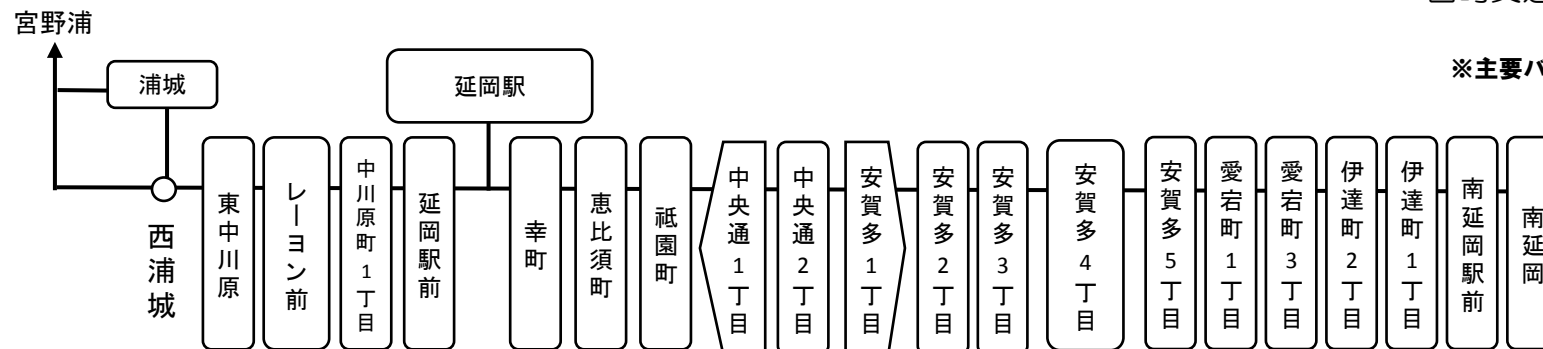 宮野浦
※主要バ
浦城
延岡駅
西浦城
東中川原
レーヨン前
中川原町1丁目
延岡駅前
幸町
恵比須町
祗園町
中央通1丁目
中央通2丁目
安賀多1丁目
安賀多2丁目
安賀多3丁目
安賀多4丁目
安賀多5丁目
愛宕町1丁目
愛宕町3丁目
伊達町2丁目
伊達町1丁目
南延岡駅前
南延岡